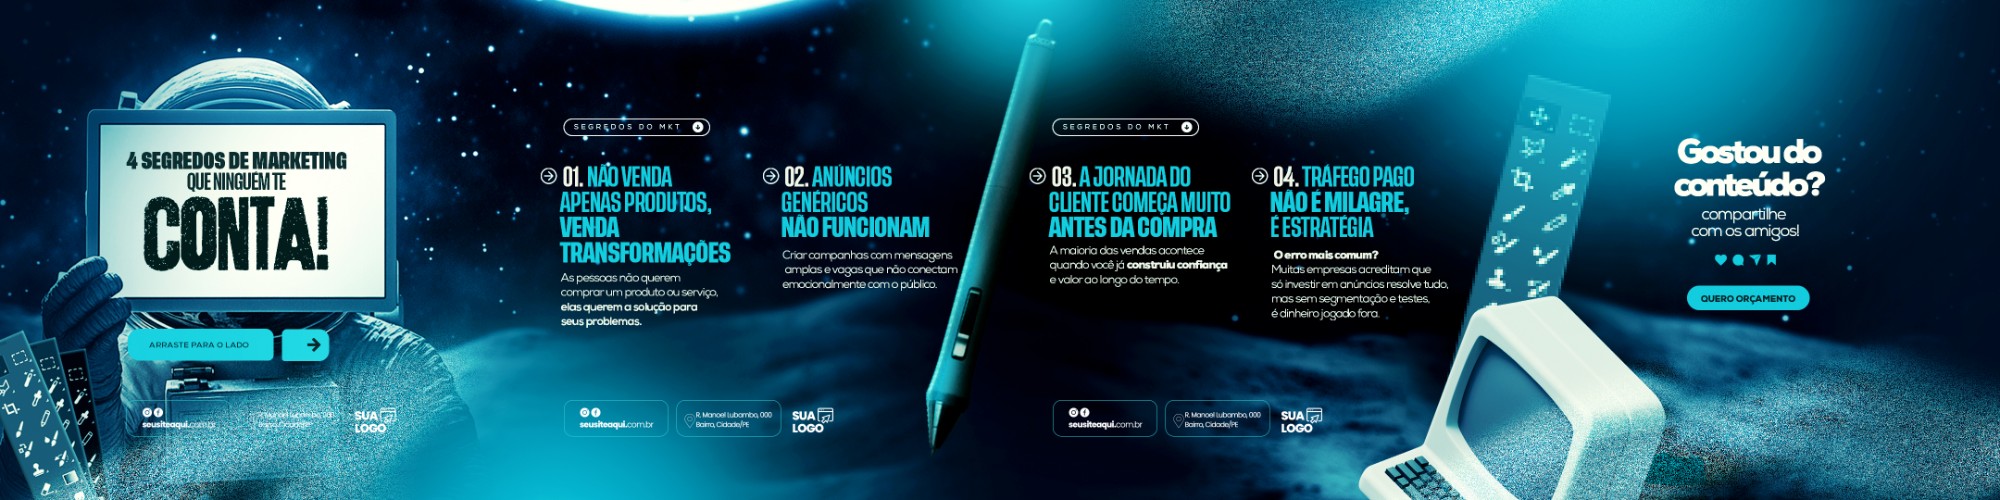 4 SEGREDOS DE MARKETING
QUE NINGUÉM TE
CONTA!
ARRASTE PARA O LADO
seusiteaqui.com.br
SUA
LOGO
SEGREDOS DO MKT
01. NÃO VENDA
APENAS PRODUTOS,
VENDA
TRANSFORMAÇÕES
As pessoas não querem
comprar um produto ou serviço,
elas querem a solução para
seus problemas.
02. ANÚNCIOS
GENÉRICOS
NÃO FUNCIONAM
Criar campanhas com mensagens
amplas e vagas que não conectam
emocionalmente com o público.
seusiteaqui.com.br
R. Manoel Lubambo, 000
Bairro, Cidade/PE
SUA
LOGO
SEGREDOS DO MKT
03. A JORNADA DO
CLIENTE COMEÇA MUITO
ANTES DA COMPRA
A maioria das vendas acontece
quando você já construiu confiança
e valor ao longo do tempo.
04. TRÁFEGO PAGO
NÃO É MILAGRE,
É ESTRATÉGIA
O erro mais comum?
Muitas empresas acreditam que
só investir em anúncios resolve tudo,
mas sem segmentação e testes,
é dinheiro jogado fora.
seusiteaqui.com.br
R. Manoel Lubambo, 000
Bairro, Cidade/PE
SUA
LOGO
Gostou do
conteúdo?
compartilhe
com os amigos!
QUERO ORÇAMENTO